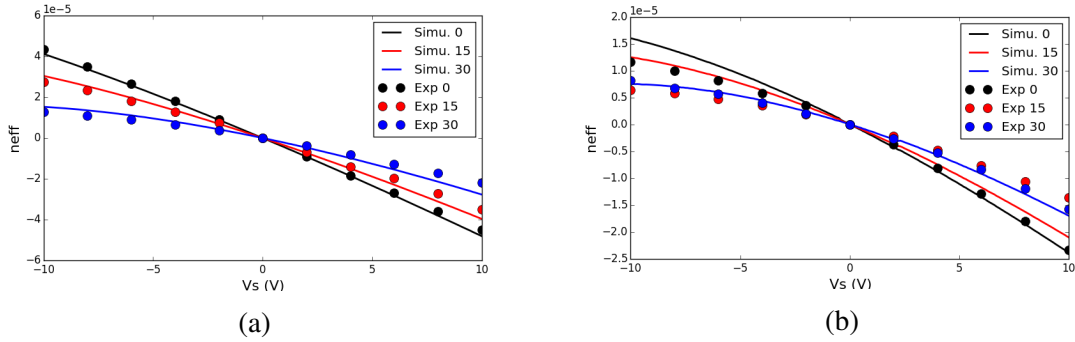 1e−5
6
4
2
0
−2
−4
−6
−10
−5
0
5
10
neff
Vs (V)
Simu. 0
Simu. 15
Simu. 30
Exp 0
Exp 15
Exp 30
(a)
1e−5
2.0
1.5
1.0
0.5
0.0
−0.5
−1.0
−1.5
−2.0
−2.5
−10
−5
0
5
10
neff
Vs (V)
Simu. 0
Simu. 15
Simu. 30
Exp 0
Exp 15
Exp 30
(b)